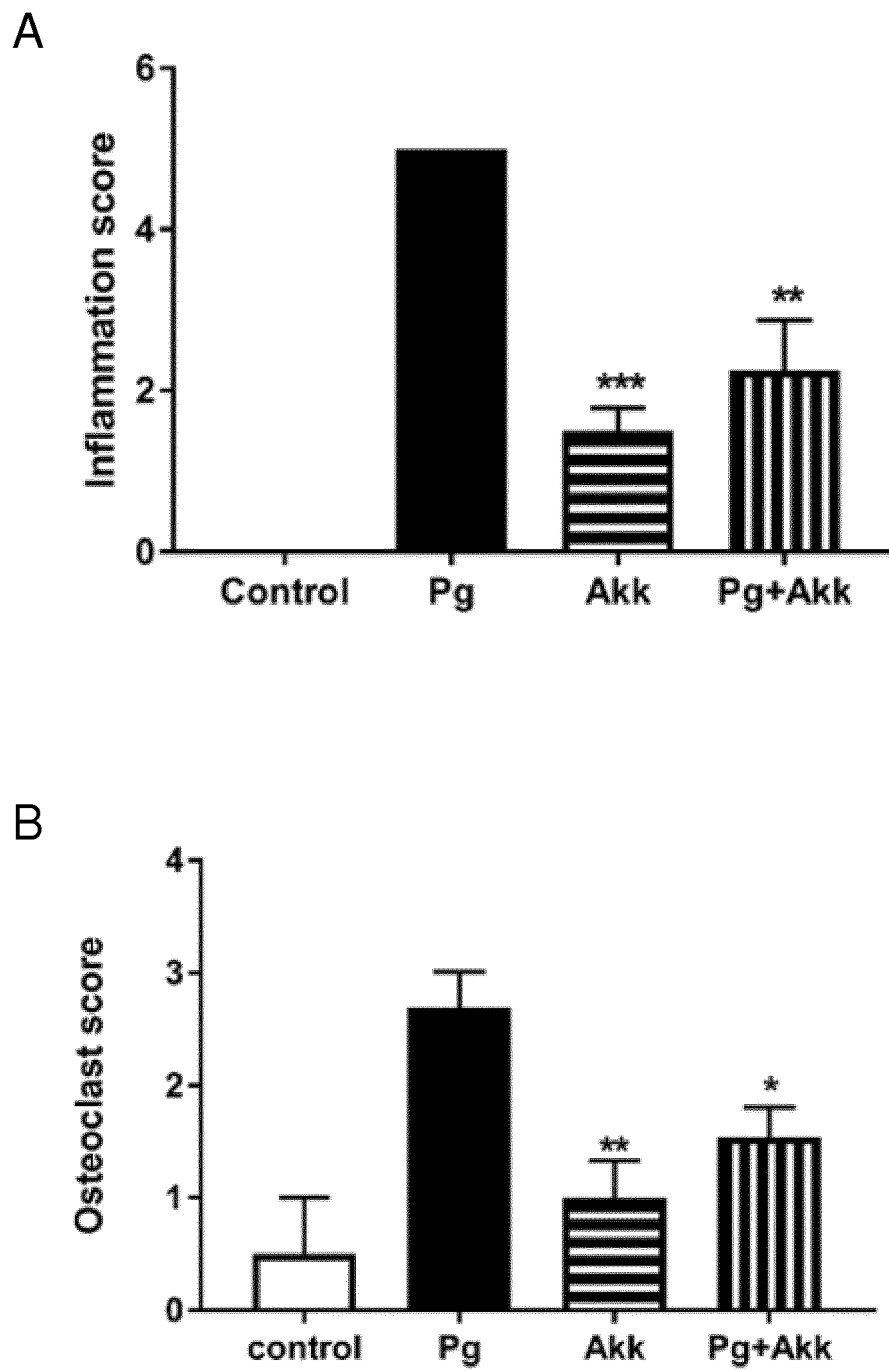 A
Inflammation score
6
4
2
0
***
**
Control Pg Akk Pg+Akk
B
Osteoclast score
4
3
2
1
0
**
*
control Pg Akk Pg+Akk